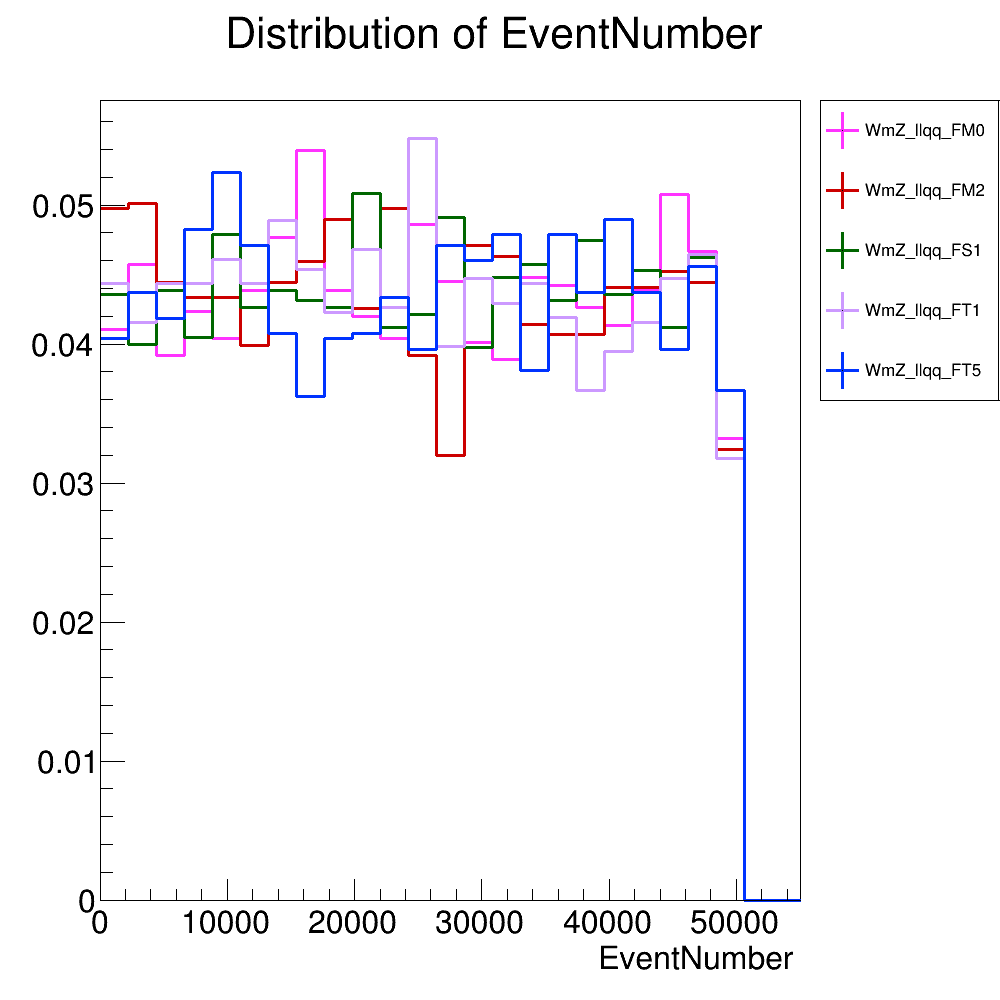 Distribution of EventNumber
0.05
0.04
0.03
0.02
0.01
0
0 10000 20000 30000 40000 50000
EventNumber
WmZ_llqq_FM0
WmZ_llqq_FM2
WmZ_llqq_FS1
WmZ_llqq_FT1
WmZ_llqq_FT5